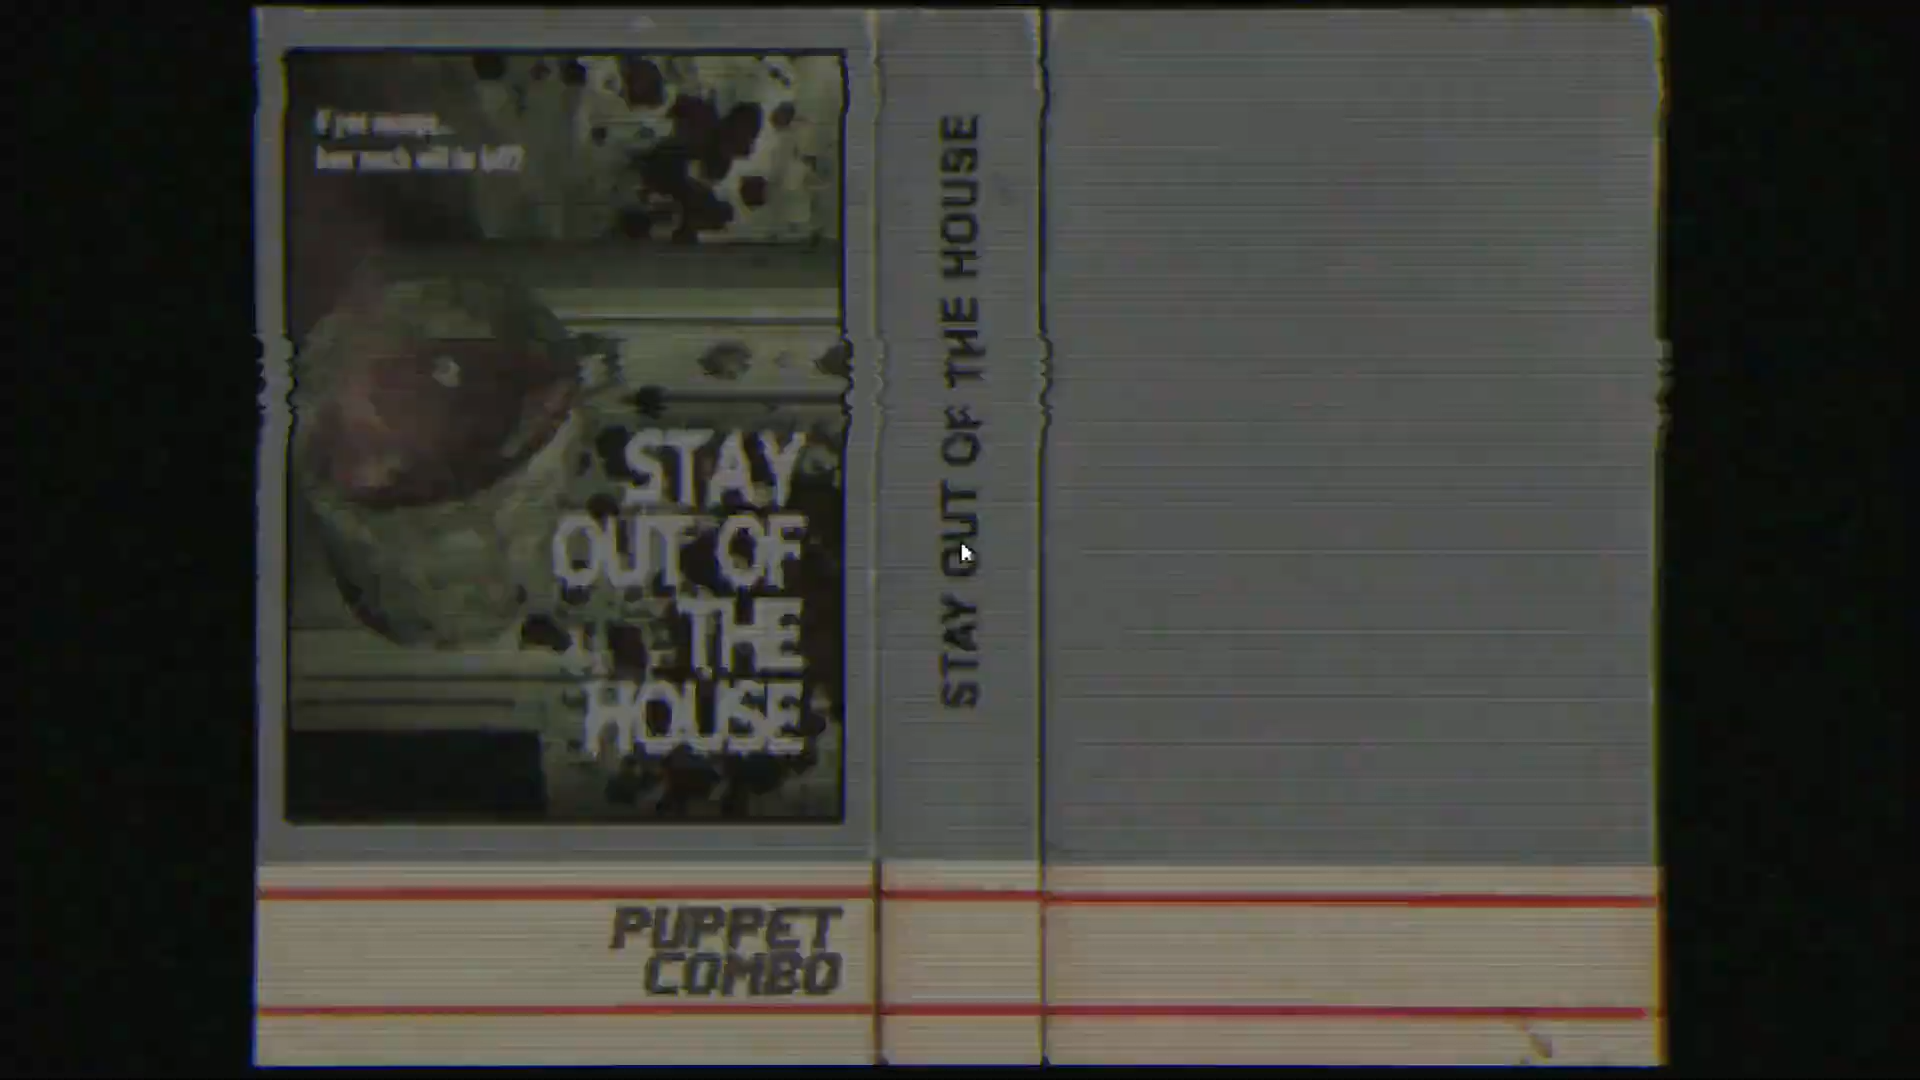 If you escape...
how much will be left?
STAY
OUT OF
THE
HOUSE
PUPPET
COMBO
STAY OUT OF THE HOUSE